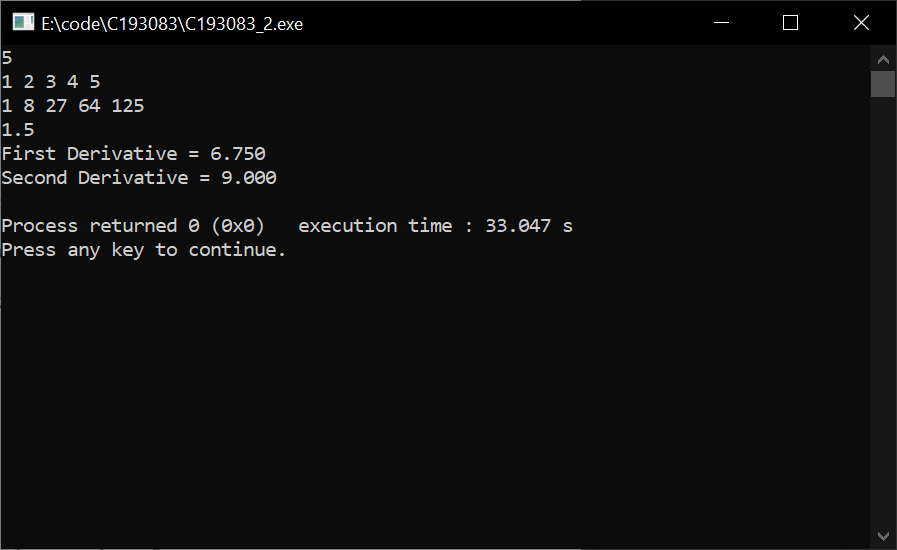 E:\code\C193083\C193083_2.exe
5
1 2 3 4 5
1 8 27 64 125
1.5
First Derivative = 6.750
Second Derivative = 9.000
Process returned 0 (0x0)   execution time : 33.047 s
Press any key to continue.